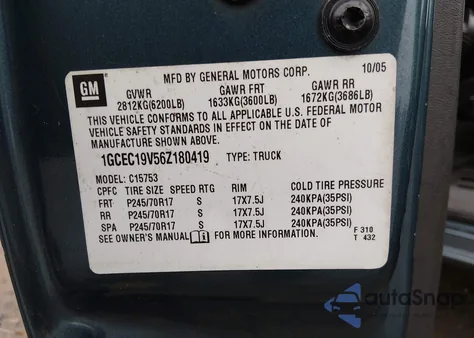 GM
MFD BY GENERAL MOTORS CORP. 10/05
GVWR GAWR FRT GAWR RR
2812KG(6200LB) 1633KG(3600LB) 1672KG(3686LB)
THIS VEHICLE CONFORMS TO ALL APPLICABLE U.S. FEDERAL MOTOR
VEHICLE SAFETY STANDARDS IN EFFECT ON THE DATE OF
MANUFACTURE SHOWN ABOVE.
1GCEC19V56Z180419 TYPE: TRUCK
MODEL: C15753
CPFC TIRE SIZE SPEED RTG RIM COLD TIRE PRESSURE
FRT P245/70R17 S 17X7.5J 240KPA(35PSI)
RR P245/70R17 S 17X7.5J 240KPA(35PSI)
SPA P245/70R17 S 17X7.5J 240KPA(35PSI)
SEE OWNER'S MANUAL FOR MORE INFORMATION.
F 310
T 432
autoSnap